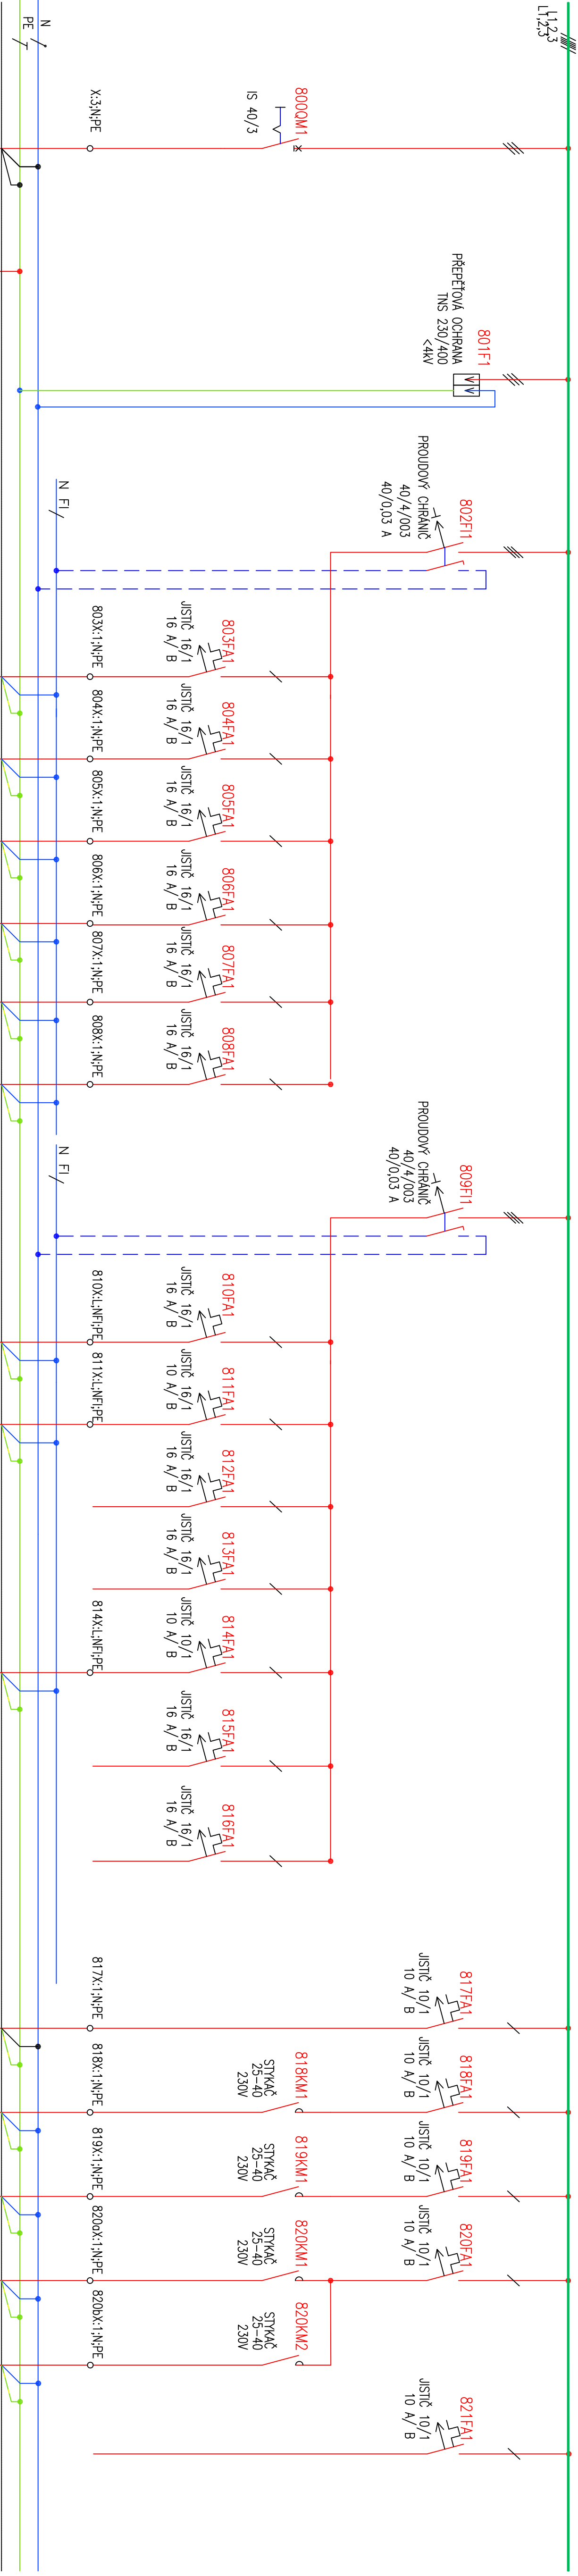 L1,2,3
L1,2,3
N
PE
800QM1
IS 40/3
X:3;N;PE
801F1
PŘEPĚŤOVÁ OCHRANA
TNS 230/400
<4kV
802FI1
PROUDOVÝ CHRÁNIČ
40/4/003
40/0,03 A
N FI
803FA1
JISTIČ 16/1
16 A/ B
803X:1;N;PE
804FA1
JISTIČ 16/1
16 A/ B
804X:1;N;PE
805FA1
JISTIČ 16/1
16 A/ B
805X:1;N;PE
806FA1
JISTIČ 16/1
16 A/ B
806X:1;N;PE
807FA1
JISTIČ 16/1
16 A/ B
807X:1;N;PE
808FA1
JISTIČ 16/1
16 A/ B
808X:1;N;PE
809FI1
PROUDOVÝ CHRÁNIČ
40/4/003
40/0,03 A
N FI
810FA1
JISTIČ 16/1
16 A/ B
810X:L;NFI;PE
811FA1
JISTIČ 16/1
10 A/ B
811X:L;NFI;PE
812FA1
JISTIČ 16/1
16 A/ B
813FA1
JISTIČ 16/1
16 A/ B
814FA1
JISTIČ 10/1
10 A/ B
814X:L;NFI;PE
815FA1
JISTIČ 16/1
16 A/ B
816FA1
JISTIČ 16/1
16 A/ B
817FA1
JISTIČ 10/1
10 A/ B
817X:1;N;PE
818FA1
JISTIČ 10/1
10 A/ B
818KM1
STYKAČ
25-40
230V
818X:1;N;PE
819FA1
JISTIČ 10/1
10 A/ B
819KM1
STYKAČ
25-40
230V
819X:1;N;PE
820FA1
JISTIČ 10/1
10 A/ B
820KM1
STYKAČ
25-40
230V
820aX:1;N;PE
820KM2
STYKAČ
25-40
230V
820bX:1;N;PE
821FA1
JISTIČ 10/1
10 A/ B